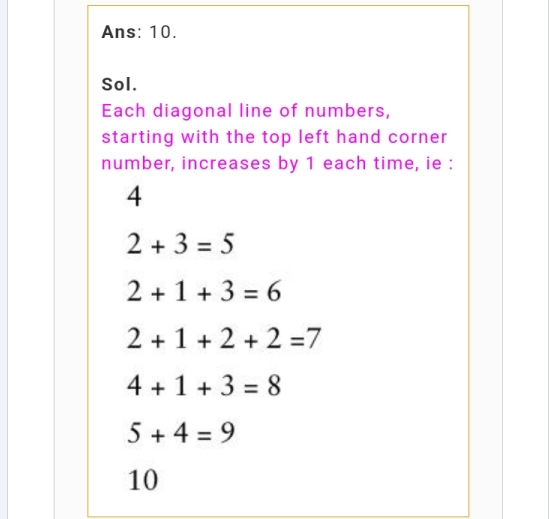 Ans: 10.
Sol.
Each diagonal line of numbers,
starting with the top left hand corner
number, increases by 1 each time, ie :
4
2 + 3 = 5
2 + 1 + 3 = 6
2 + 1 + 2 + 2 =7
4 + 1 + 3 = 8
5 + 4 = 9
10